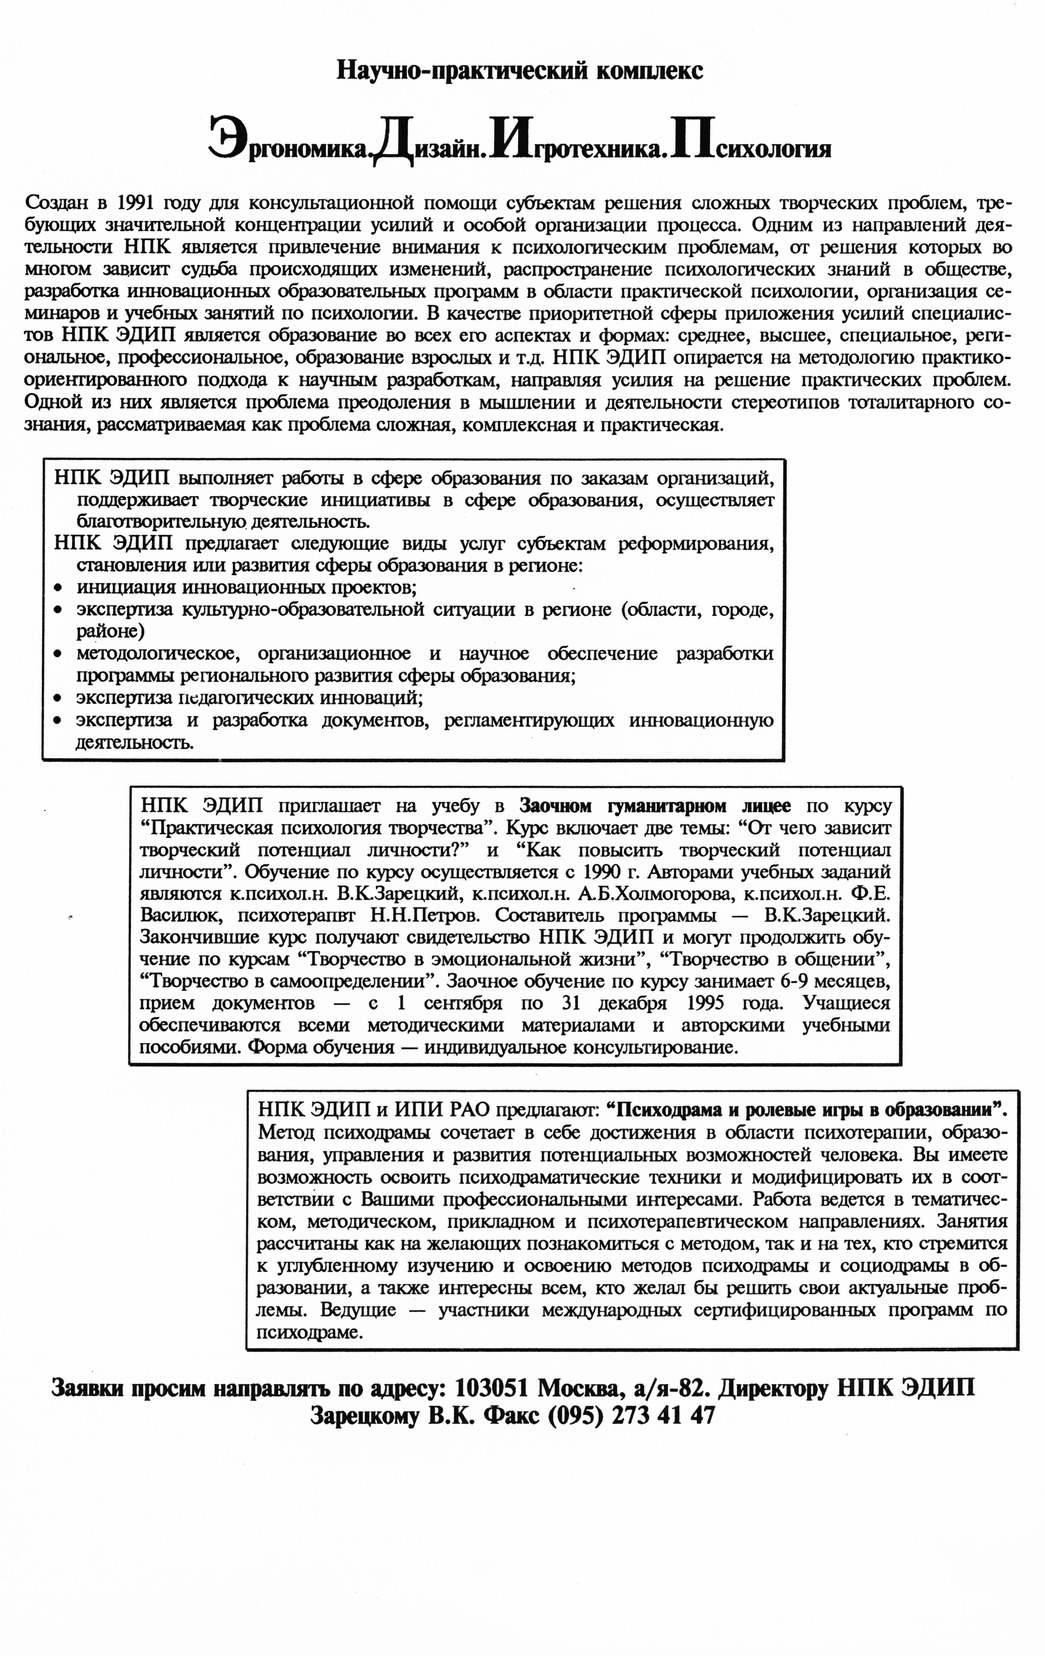 Научно-практический комплекс
Эргономика.Дизайн.Игротехника.Психология
Создан в 1991 году для консультационной помощи субъектам решения сложных творческих проблем, тре-
бующих значительной концентрации усилий и особой организации процесса. Одним из направлений дея-
тельности НПК является привлечение внимания к психологическим проблемам, от решения которых во
многом зависит судьба происходящих изменений, распространение психологических знаний в обществе,
разработка инновационных образовательных программ в области практической психологии, организация се-
минаров и учебных занятий по психологии. В качестве приоритетной сферы приложения усилий специалис-
тов НПК ЭДИП является образование во всех его аспектах и формах: среднее, высшее, специальное, реги-
ональное, профессиональное, образование взрослых и т.д. НПК ЭДИП опирается на методологию практико-
ориентированного подхода к научным разработкам, направляя усилия на решение практических проблем.
Одной из них является проблема преодоления в мышлении и деятельности стереотипов тоталитарного со-
знания, рассматриваемая как проблема сложная, комплексная и практическая.
НПК ЭДИП выполняет работы в сфере образования по заказам организаций,
поддерживает творческие инициативы в сфере образования, осуществляет
благотворительную деятельность.
НПК ЭДИП предлагает следующие виды услуг субъектам реформирования,
становления или развития сферы образования в регионе:
• инициация инновационных проектов;
• экспертиза культурно-образовательной ситуации в регионе (области, городе,
районе)
• методологическое, организационное и научное обеспечение разработки
программы регионального развития сферы образования;
• экспертиза педагогических инноваций;
• экспертиза и разработка документов, регламентирующих инновационную
деятельность.
НПК ЭДИП приглашает на учебу в Заочном гуманитарном лицее по курсу
“Практическая психология творчества”. Курс включает две темы: “От чего зависит
творческий потенциал личности?” и “Как повысить творческий потенциал
личности”. Обучение по курсу осуществляется с 1990 г. Авторами учебных заданий
являются к.психол.н. В.К.Зарецкий, к.психол.н. А.Б.Холмогорова, к.психол.н. Ф.Е.
Василюк, психотерапвт Н.Н.Петров. Составитель программы — В.К.Зарецкий.
Закончившие курс получают свидетельство НПК ЭДИП и могут продолжить обу-
чение по курсам “Творчество в эмоциональной жизни”, “Творчество в общении”,
“Творчество в самоопределении”. Заочное обучение по курсу занимает 6-9 месяцев,
прием документов — с 1 сентября по 31 декабря 1995 года. Учащиеся
обеспечиваются всеми методическими материалами и авторскими учебными
пособиями. Форма обучения — индивидуальное консультирование.
НПК ЭДИП и ИПИ РАО предлагают: “Психодрама и ролевые игры в образовании”.
Метод психодрамы сочетает в себе достижения в области психотерапии, образо-
вания, управления и развития потенциальных возможностей человека. Вы имеете
возможность освоить психодраматические техники и модифицировать их в соот-
ветствии с Вашими профессиональными интересами. Работа ведется в тематичес-
ком, методическом, прикладном и психотерапевтическом направлениях. Занятия
рассчитаны как на желающих познакомиться с методом, так и на тех, кто стремится
к углубленному изучению и освоению методов психодрамы и социодрамы в об-
разовании, а также интересны всем, кто желал бы решить свои актуальные проб-
лемы. Ведущие — участники международных сертифицированных программ по
психодраме.
Заявки просим направлять по адресу: 103051 Москва, а/я-82. Директору НПК ЭДИП
Зарецкому В.К. Факс (095) 273 41 47